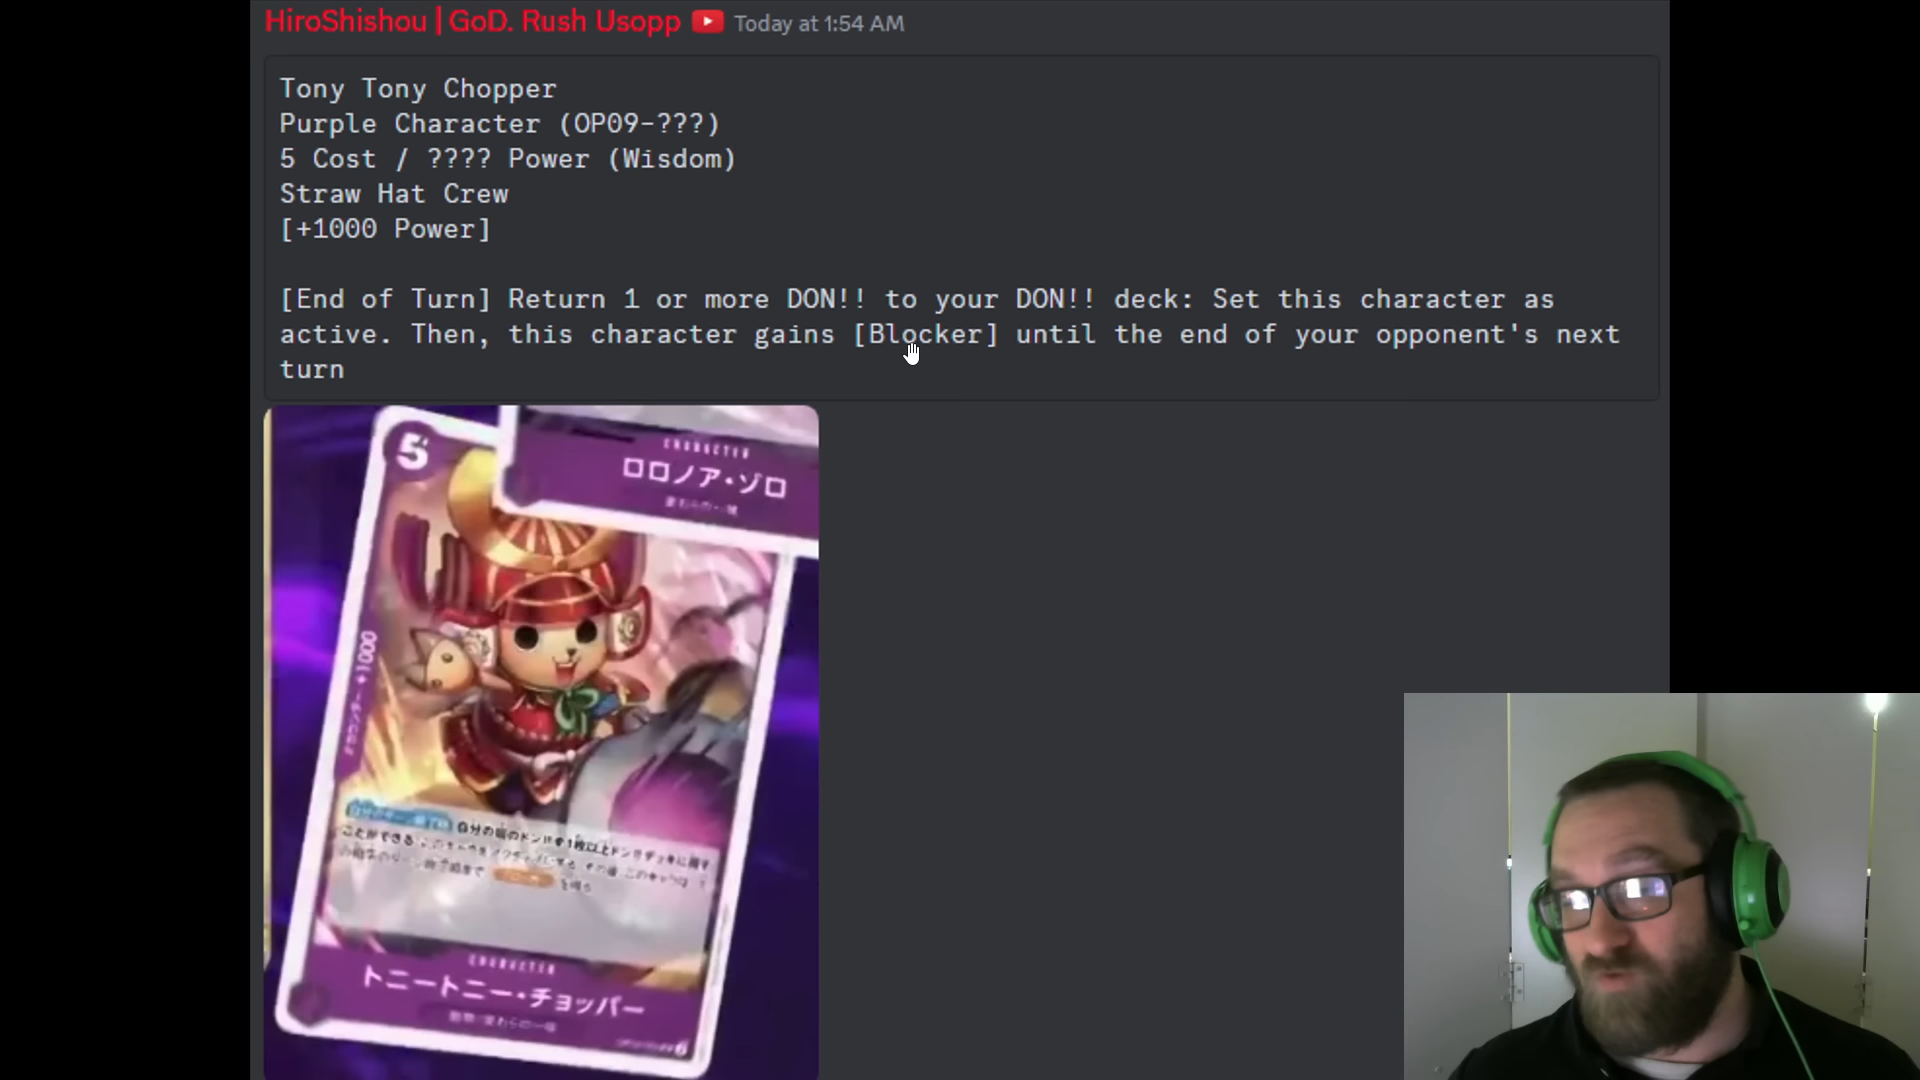 HiroShishou | GoD. Rush Usopp Today at 1:54 AM
Tony Tony Chopper
Purple Character (OP09-???)
5 Cost / ???? Power (Wisdom)
Straw Hat Crew
[+1000 Power]
[End of Turn] Return 1 or more DON!! to your DON!! deck: Set this character as
active. Then, this character gains [Blocker] until the end of your opponent's next
turn
CHARACTER
ロロノア・ゾロ
5
+1000
CHARACTER
トニートニー・チョッパー